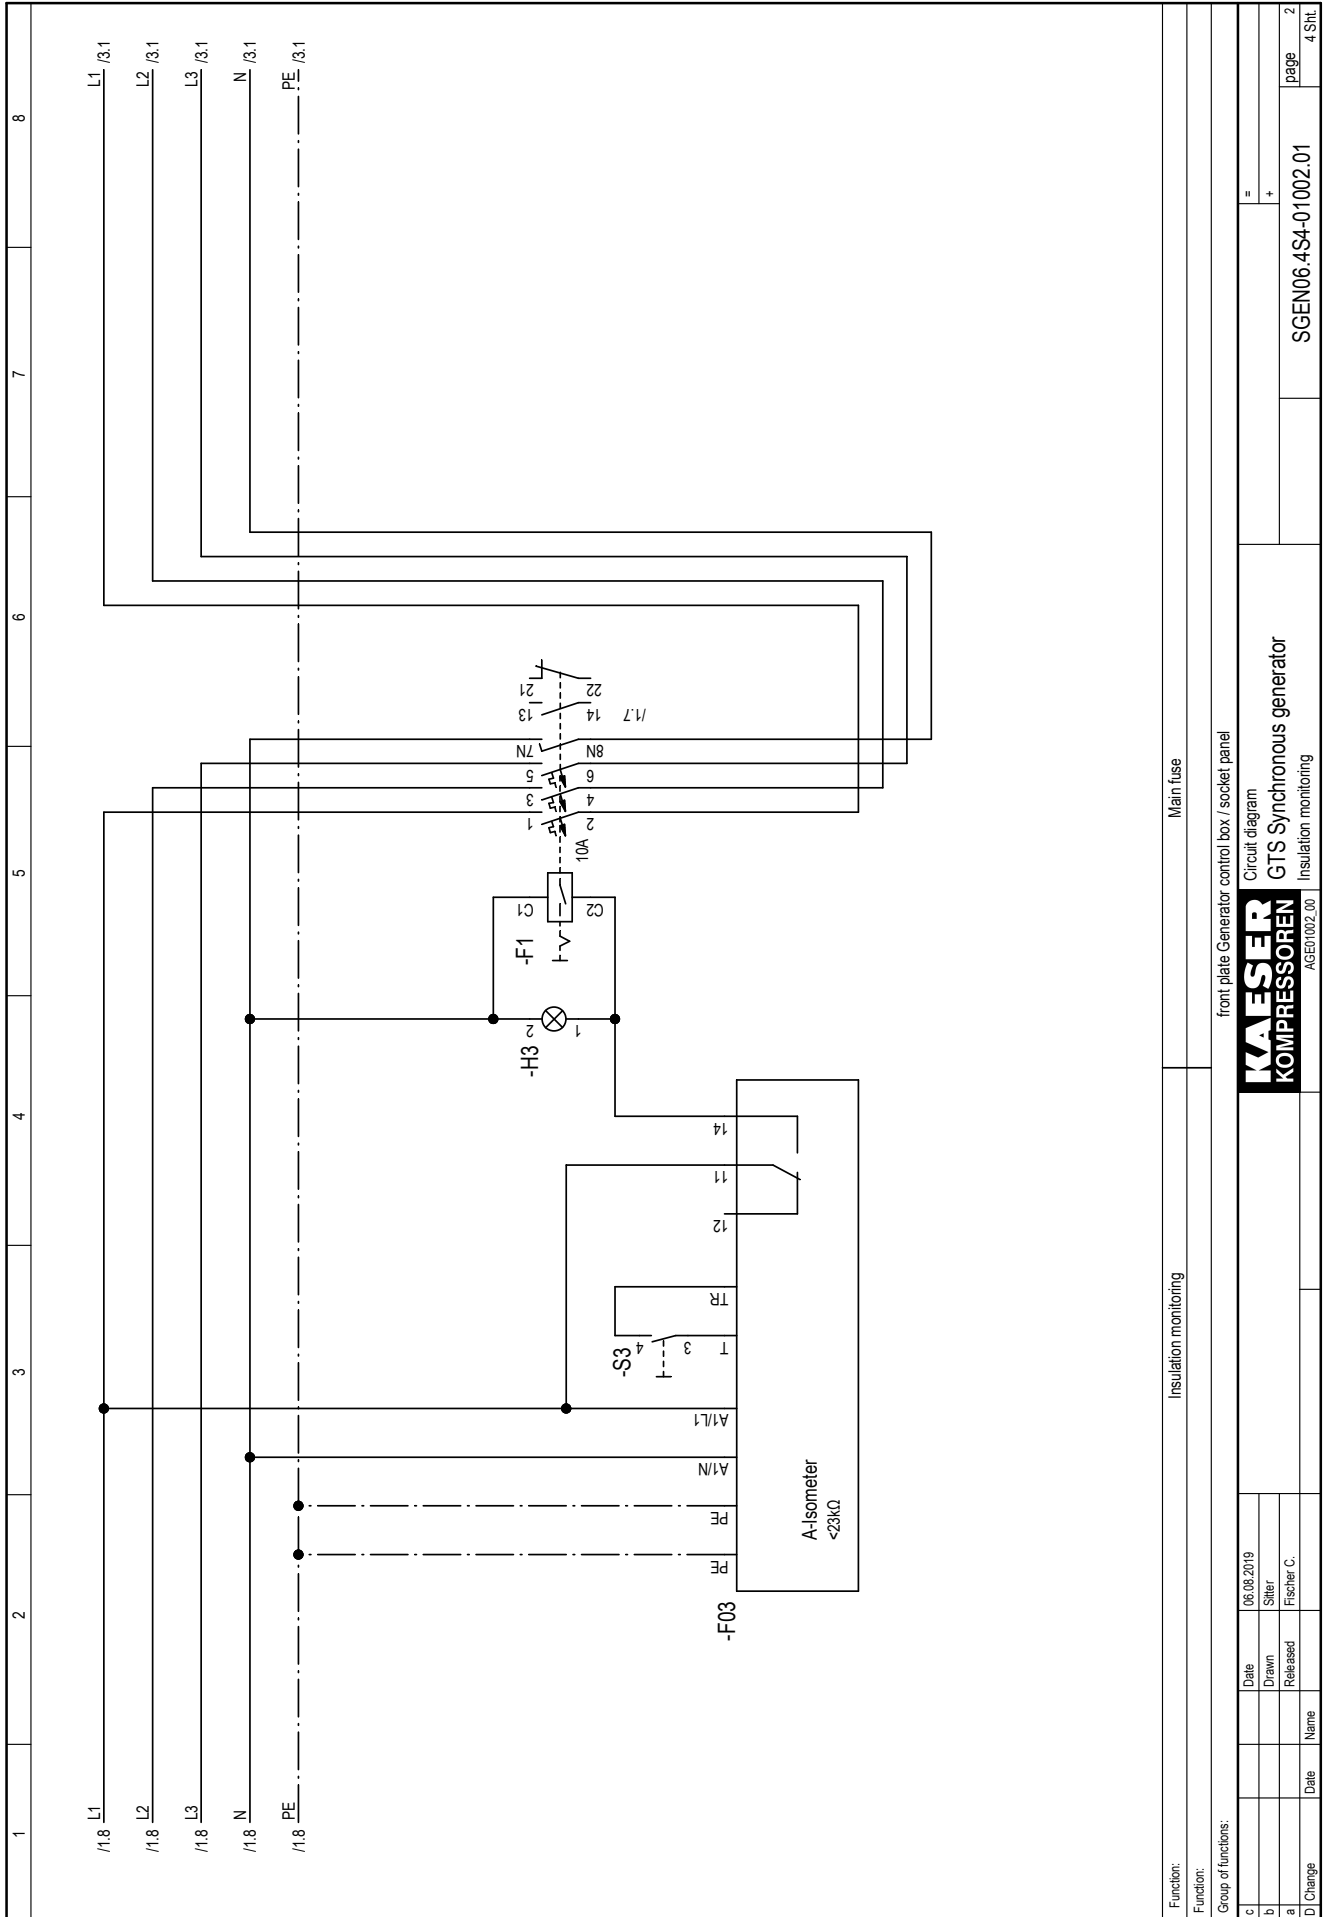 1 2 3 4 5 6 7 8
/1.8 L1
L1 /3.1
/1.8 L2
L2 /3.1
/1.8 L3
L3 /3.1
/1.8 N
N /3.1
/1.8 PE
PE /3.1
-F03
PE
PE
A1/N
A1/L1
T
TR
12
11
14
A-Isometer
<23kΩ
-S3
4
3
-H3
2
1
-F1
C1
C2
10A
1 3 5 7N 13 21
2 4 6 8N 14 22
/1.7
Function: Insulation monitoring Main fuse
Function:
Group of functions: front plate Generator control box / socket panel
c Date 06.08.2019
b Drawn Sitter
a Released Fischer C.
D Change Date Name
KAESER
KOMPRESSOREN
AGE01002_00
Circuit diagram
GTS Synchronous generator
Insulation monitoring
=
+
SGEN06.4S4-01002.01
page 2
4 Sht.